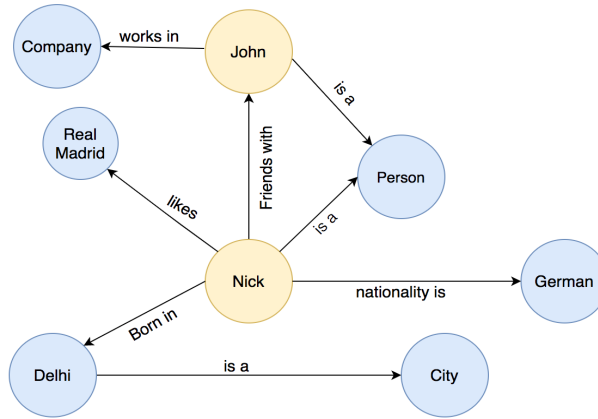 Company
works in
John
is a
Real
Madrid
Friends with
Person
likes
is a
Nick
nationality is
German
Born in
Delhi
is a
City